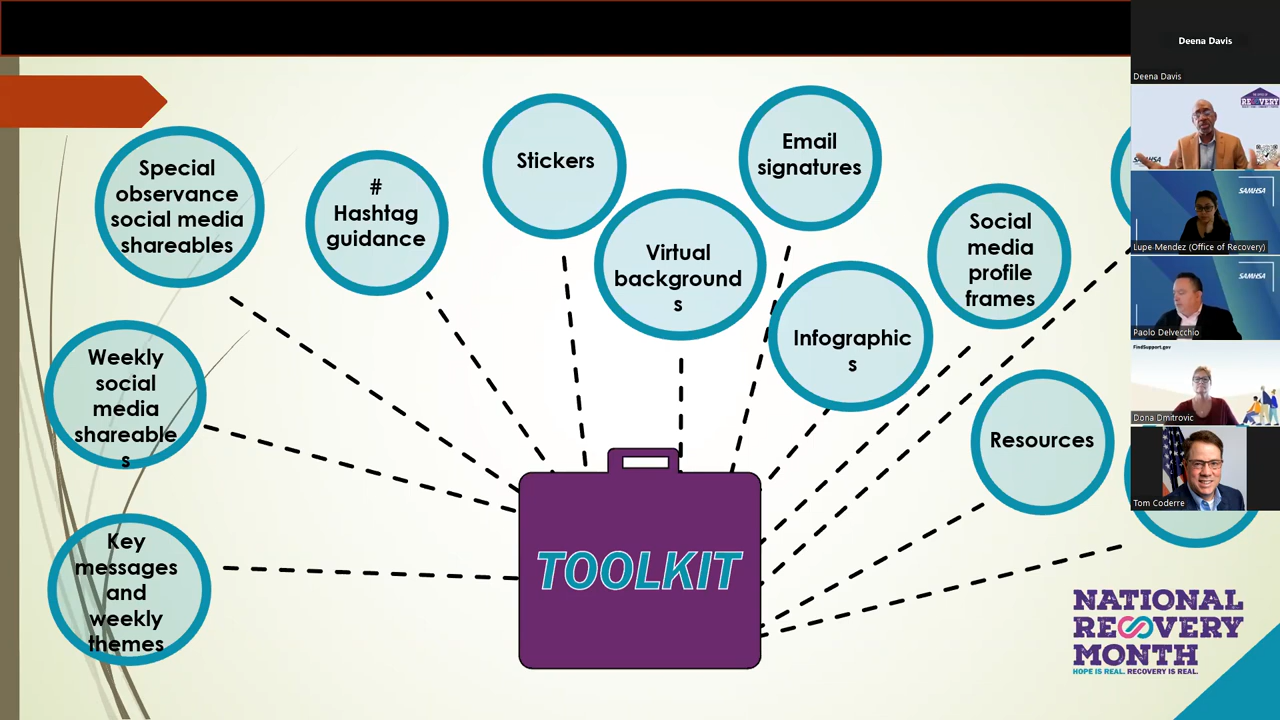 Special
observance
social media
shareables
#
Hashtag
guidance
Stickers
Virtual
background
s
Email
signatures
Infographic
s
Social
media
profile
frames
Resources
Weekly
social
media
shareable
s
Key
messages
and
weekly
themes
TOOLKIT
NATIONAL
RECOVERY
MONTH
HOPE IS REAL. RECOVERY IS REAL.
Deena Davis
Deena Davis
RECOVERY
SAMHSA
SAMHSA
Lupe Mendez (Office of Recovery)
SAMHSA
Paolo Delvecchio
FindSupport.gov
Dona Dmitrovic
Tom Coderre